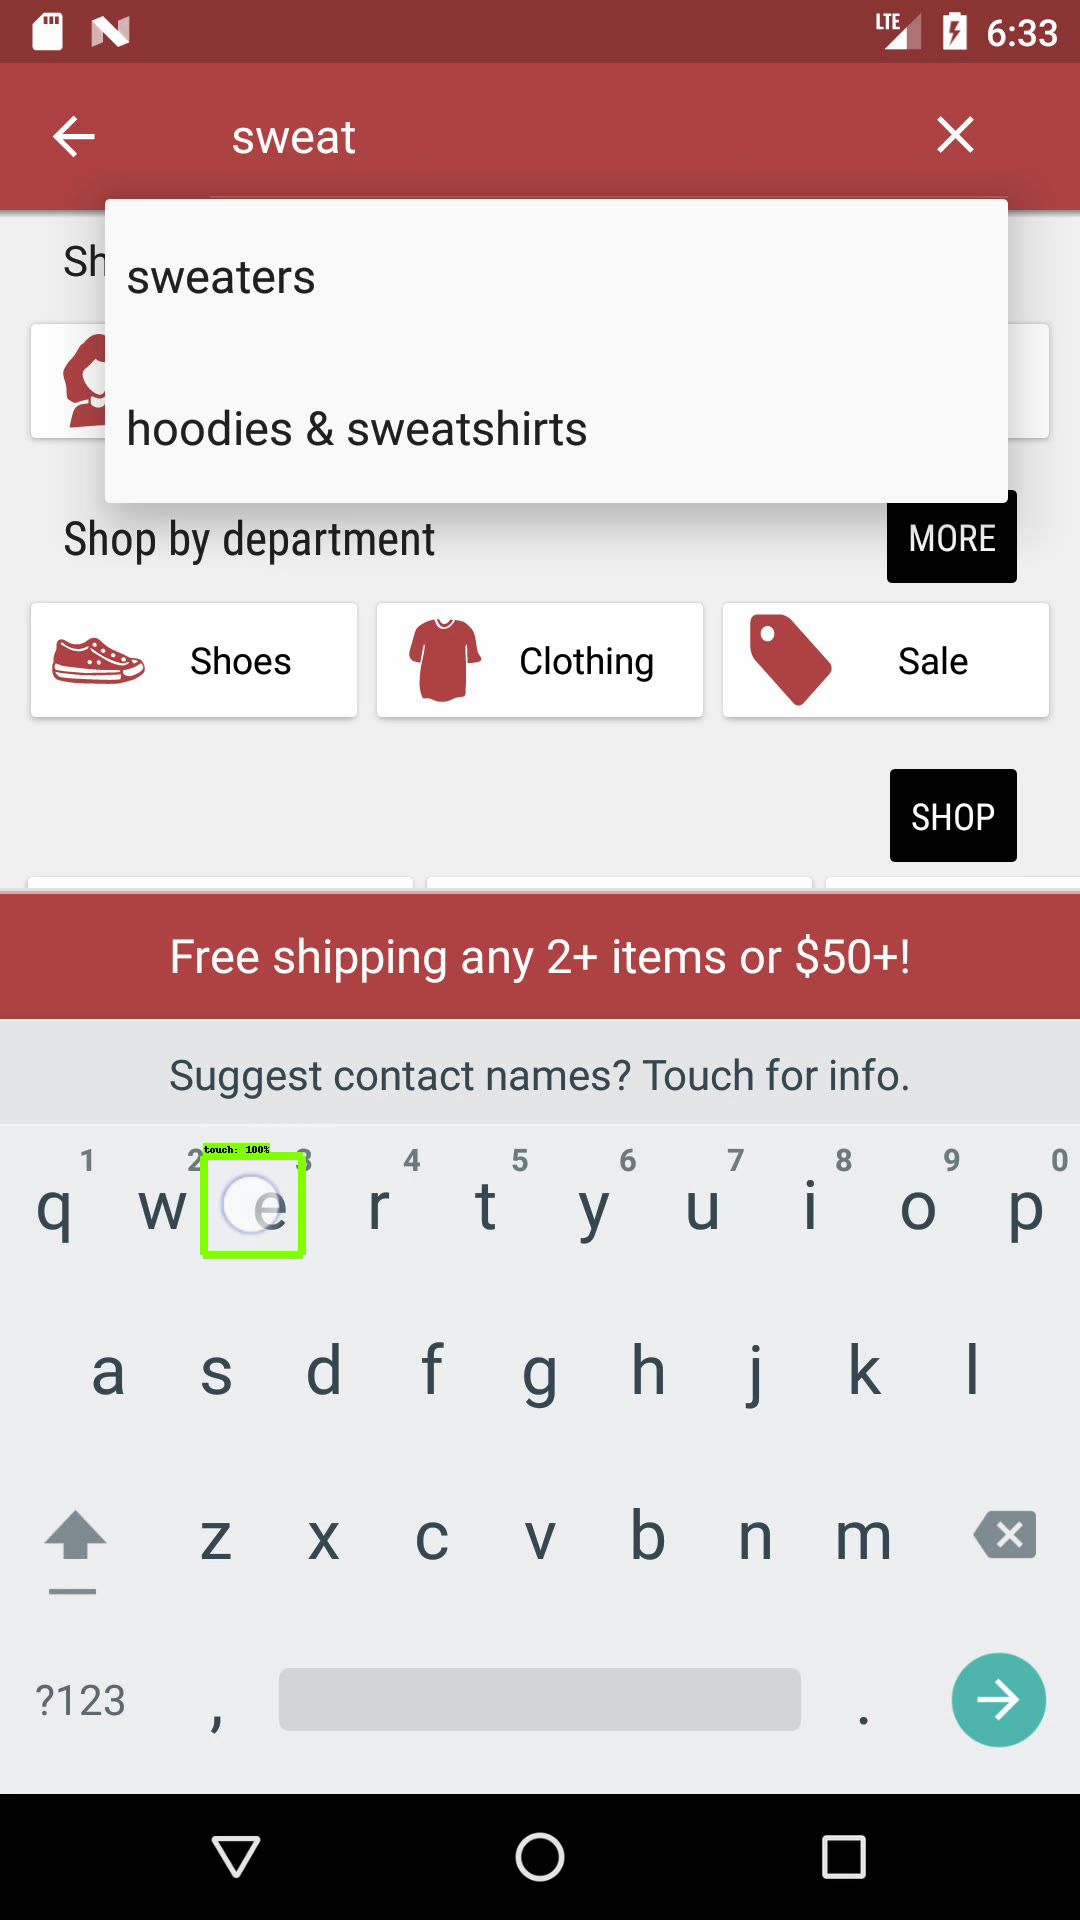 LTE 6:33
sweat
Sh
sweaters
hoodies & sweatshirts
Shop by department
MORE
Shoes
Clothing
Sale
SHOP
Free shipping any 2+ items or $50+!
Suggest contact names? Touch for info.
touch: 100%
1 2 3 4 5 6 7 8 9 0
q w e r t y u i o p
a s d f g h j k l
z x c v b n m
?123 , .